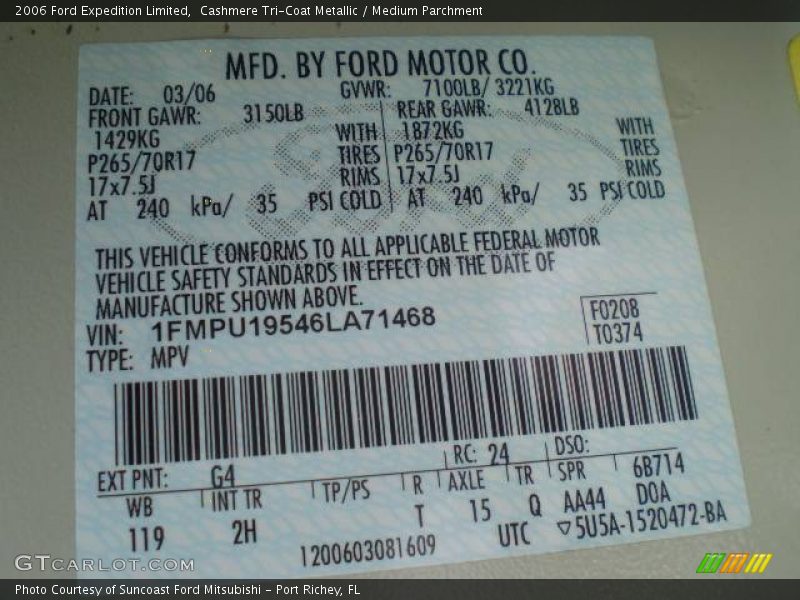 2006 Ford Expedition Limited, Cashmere Tri-Coat Metallic / Medium Parchment
MFD. BY FORD MOTOR CO.
DATE: 03/06 GVWR: 7100LB/ 3221KG
FRONT GAWR: 3150LB REAR GAWR: 4128LB
1429KG WITH 1872KG WITH
P265/70R17 TIRES P265/70R17 TIRES
17x7.5J RIMS 17x7.5J RIMS
AT 240 kPa/ 35 PSI COLD AT 240 kPa/ 35 PSI COLD
THIS VEHICLE CONFORMS TO ALL APPLICABLE FEDERAL MOTOR
VEHICLE SAFETY STANDARDS IN EFFECT ON THE DATE OF
MANUFACTURE SHOWN ABOVE.
VIN: 1FMPU19546LA71468 F0208
TYPE: MPV T0374
EXT PNT: G4 RC: 24 DSO:
WB INT TR TP/PS R AXLE TR SPR 6B714
119 2H T 15 Q AA44 DOA
1200603081609 UTC ▽5U5A-1520472-BA
GTCARLOT.COM
Photo Courtesy of Suncoast Ford Mitsubishi - Port Richey, FL